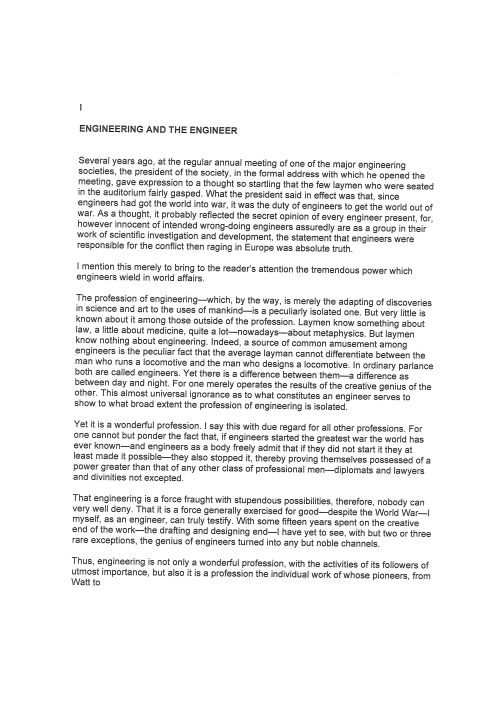 I
ENGINEERING AND THE ENGINEER
Several years ago, at the regular annual meeting of one of the major engineering
societies, the president of the society, in the formal address with which he opened the
meeting, gave expression to a thought so startling that the few laymen who were seated
in the auditorium fairly gasped. What the president said in effect was that, since
engineers had got the world into war, it was the duty of engineers to get the world out of
war. As a thought, it probably reflected the secret opinion of every engineer present, for,
however innocent of intended wrong-doing engineers assuredly are as a group in their
work of scientific investigation and development, the statement that engineers were
responsible for the conflict then raging in Europe was absolute truth.
I mention this merely to bring to the reader's attention the tremendous power which
engineers wield in world affairs.
The profession of engineering—which, by the way, is merely the adapting of discoveries
in science and art to the uses of mankind—is a peculiarly isolated one. But very little is
known about it among those outside of the profession. Laymen know something about
law, a little about medicine, quite a lot—nowadays—about metaphysics. But laymen
know nothing about engineering. Indeed, a source of common amusement among
engineers is the peculiar fact that the average layman cannot differentiate between the
man who runs a locomotive and the man who designs a locomotive. In ordinary parlance
both are called engineers. Yet there is a difference between them—a difference as
between day and night. For one merely operates the results of the creative genius of the
other. This almost universal ignorance as to what constitutes an engineer serves to
show to what broad extent the profession of engineering is isolated.
Yet it is a wonderful profession. I say this with due regard for all other professions. For
one cannot but ponder the fact that, if engineers started the greatest war the world has
ever known—and engineers as a body freely admit that if they did not start it they at
least made it possible—they also stopped it, thereby proving themselves possessed of a
power greater than that of any other class of professional men—diplomats and lawyers
and divinities not excepted.
That engineering is a force fraught with stupendous possibilities, therefore, nobody can
very well deny. That it is a force generally exercised for good—despite the World War—I
myself, as an engineer, can truly testify. With some fifteen years spent on the creative
end of the work—the drafting and designing end—I have yet to see, with but two or three
rare exceptions, the genius of engineers turned into any but noble channels.
Thus, engineering is not only a wonderful profession, with the activities of its followers of
utmost importance, but also it is a profession the individual work of whose pioneers, from
Watt to